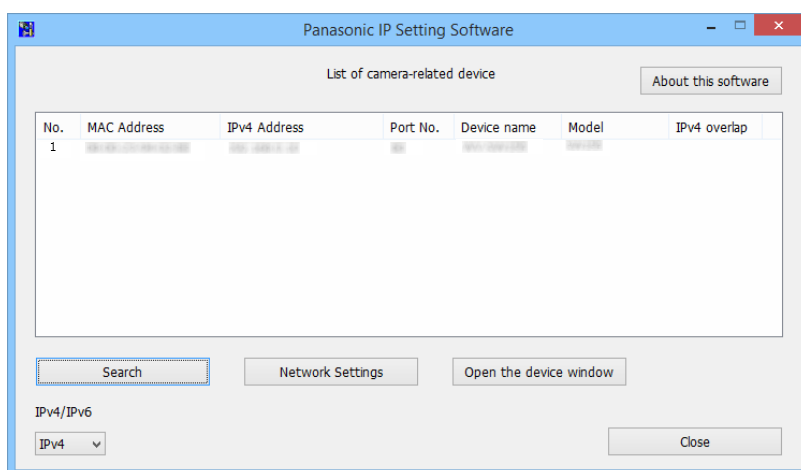 Panasonic IP Setting Software
List of camera-related device
About this software
No. MAC Address IPv4 Address Port No. Device name Model IPv4 overlap
1
Search Network Settings Open the device window
IPv4/IPv6
IPv4 Close